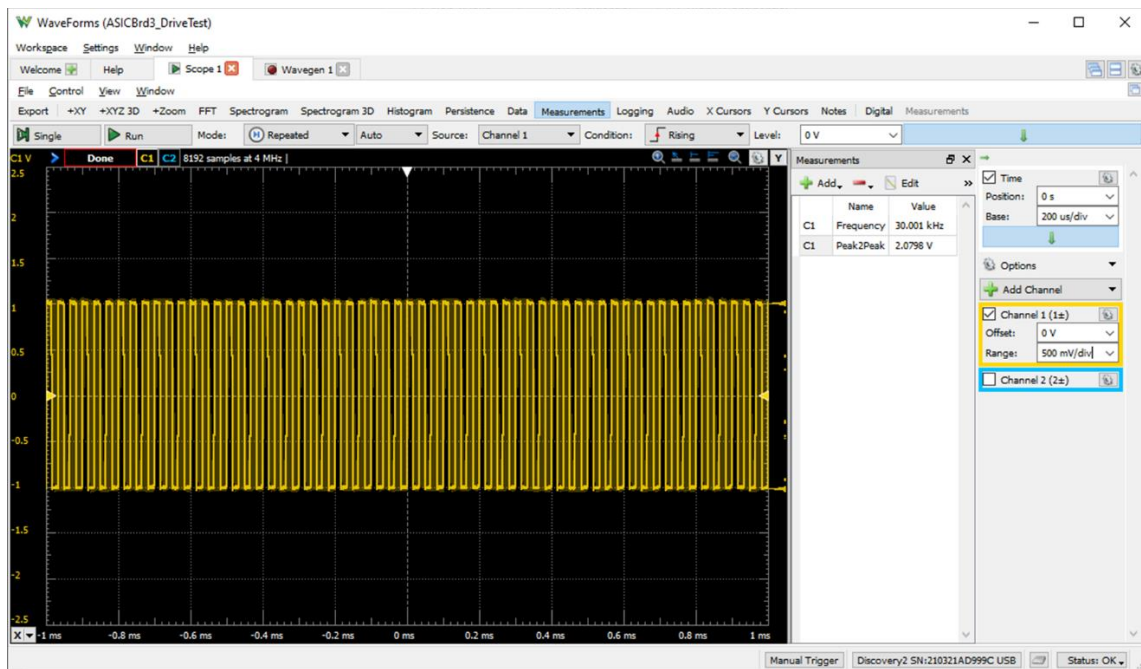 WaveForms (ASICBrd3_DriveTest)
Workspace Settings Window Help
Welcome Help Scope 1 Wavegen 1
File Control View Window
Export +XY +XYZ 3D +Zoom FFT Spectrogram Spectrogram 3D Histogram Persistence Data Measurements Logging Audio X Cursors Y Cursors Notes Digital Measurements
Single Run Mode: Repeated Auto Source: Channel 1 Condition: Rising Level: 0 V
C1 V Done C1 C2 8192 samples at 4 MHz | Y
2.5
2
1.5
1
0.5
0
-0.5
-1
-1.5
-2
-2.5
X -1 ms -0.8 ms -0.6 ms -0.4 ms -0.2 ms 0 ms 0.2 ms 0.4 ms 0.6 ms 0.8 ms 1 ms
Measurements
Add Edit »
Name Value
C1 Frequency 30.001 kHz
C1 Peak2Peak 2.0798 V
Time
Position: 0 s
Base: 200 us/div
Options
Add Channel
Channel 1 (1±)
Offset: 0 V
Range: 500 mV/div
Channel 2 (2±)
Manual Trigger Discovery2 SN:210321AD999C USB Status: OK